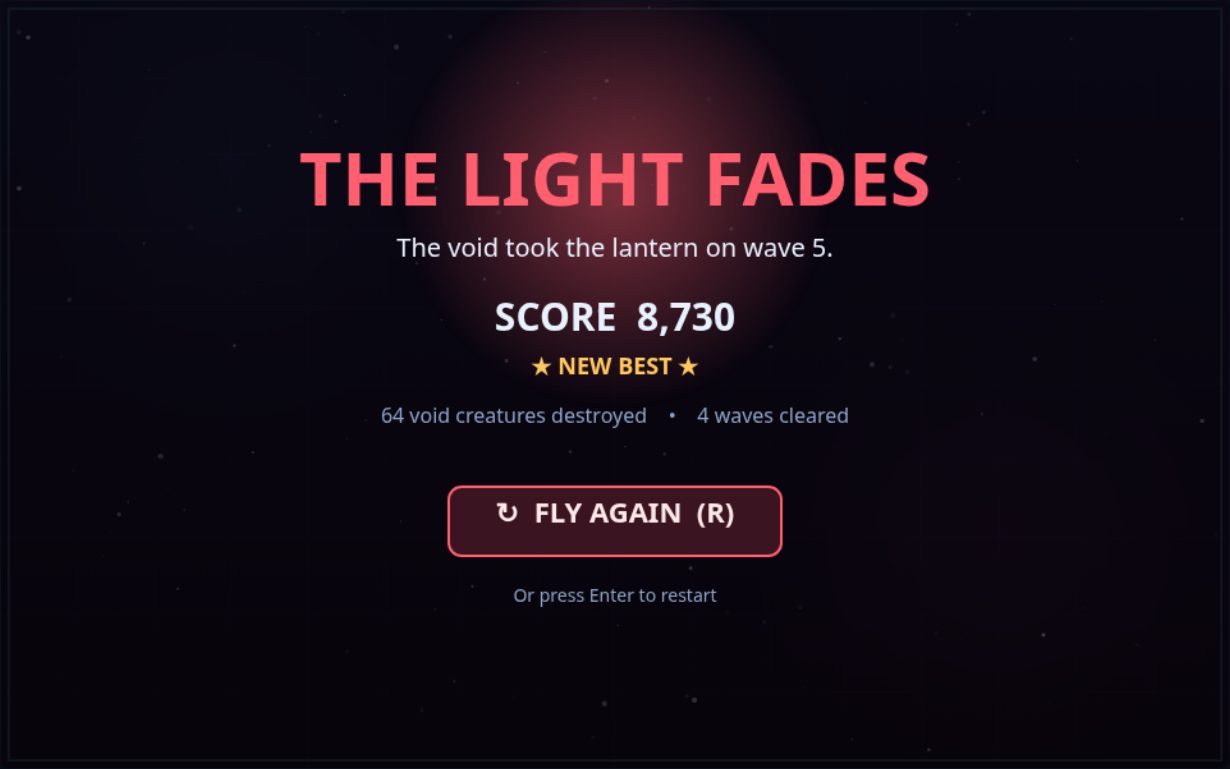 THE LIGHT FADES
The void took the lantern on wave 5.
SCORE 8,730
★ NEW BEST ★
64 void creatures destroyed • 4 waves cleared
↻ FLY AGAIN (R)
Or press Enter to restart